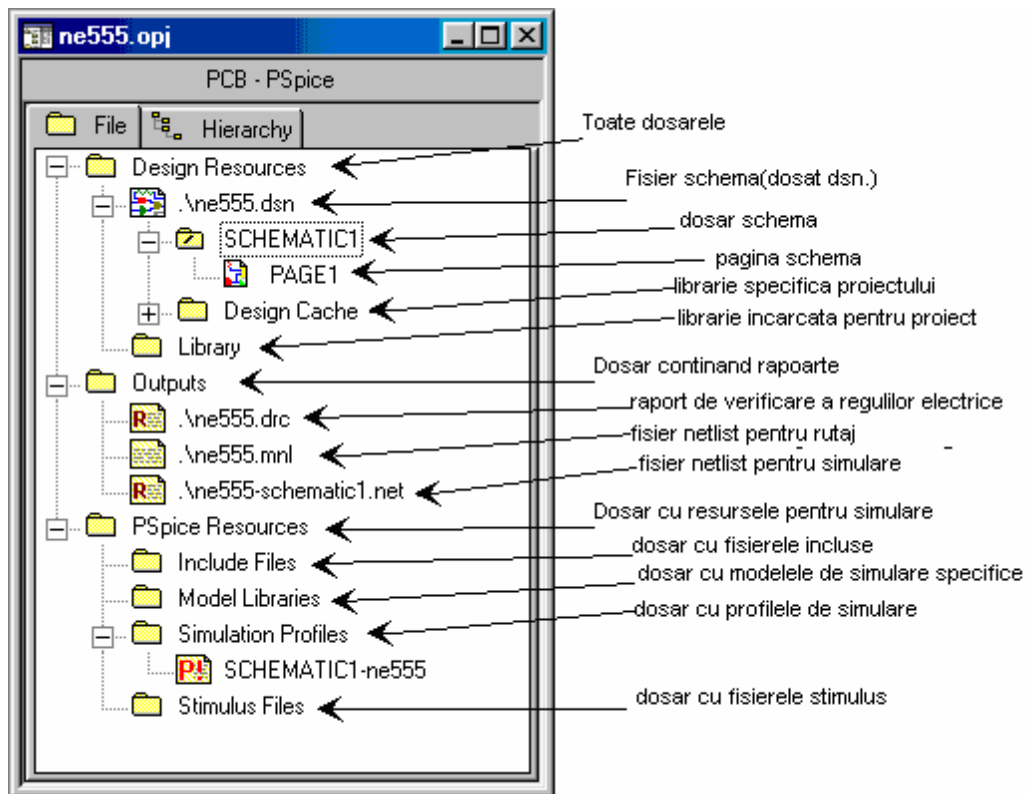 ne555.opj
PCB - PSpice
File Hierarchy
Toate dosarele
Design Resources
Fisier schema(dosat dsn.)
.\ne555.dsn
dosar schema
SCHEMATIC1
pagina schema
PAGE1
librarie specifica proiectului
Design Cache
librarie incarcata pentru proiect
Library
Dosar continand rapoarte
Outputs
raport de verificare a regulilor electrice
.\ne555.drc
fisier netlist pentru rutaj
.\ne555.mnl
fisier netlist pentru simulare
.\ne555-schematic1.net
Dosar cu resursele pentru simulare
PSpice Resources
dosar cu fisierele incluse
Include Files
dosar cu modelele de simulare specifice
Model Libraries
dosar cu profilele de simulare
Simulation Profiles
SCHEMATIC1-ne555
dosar cu fisierele stimulus
Stimulus Files